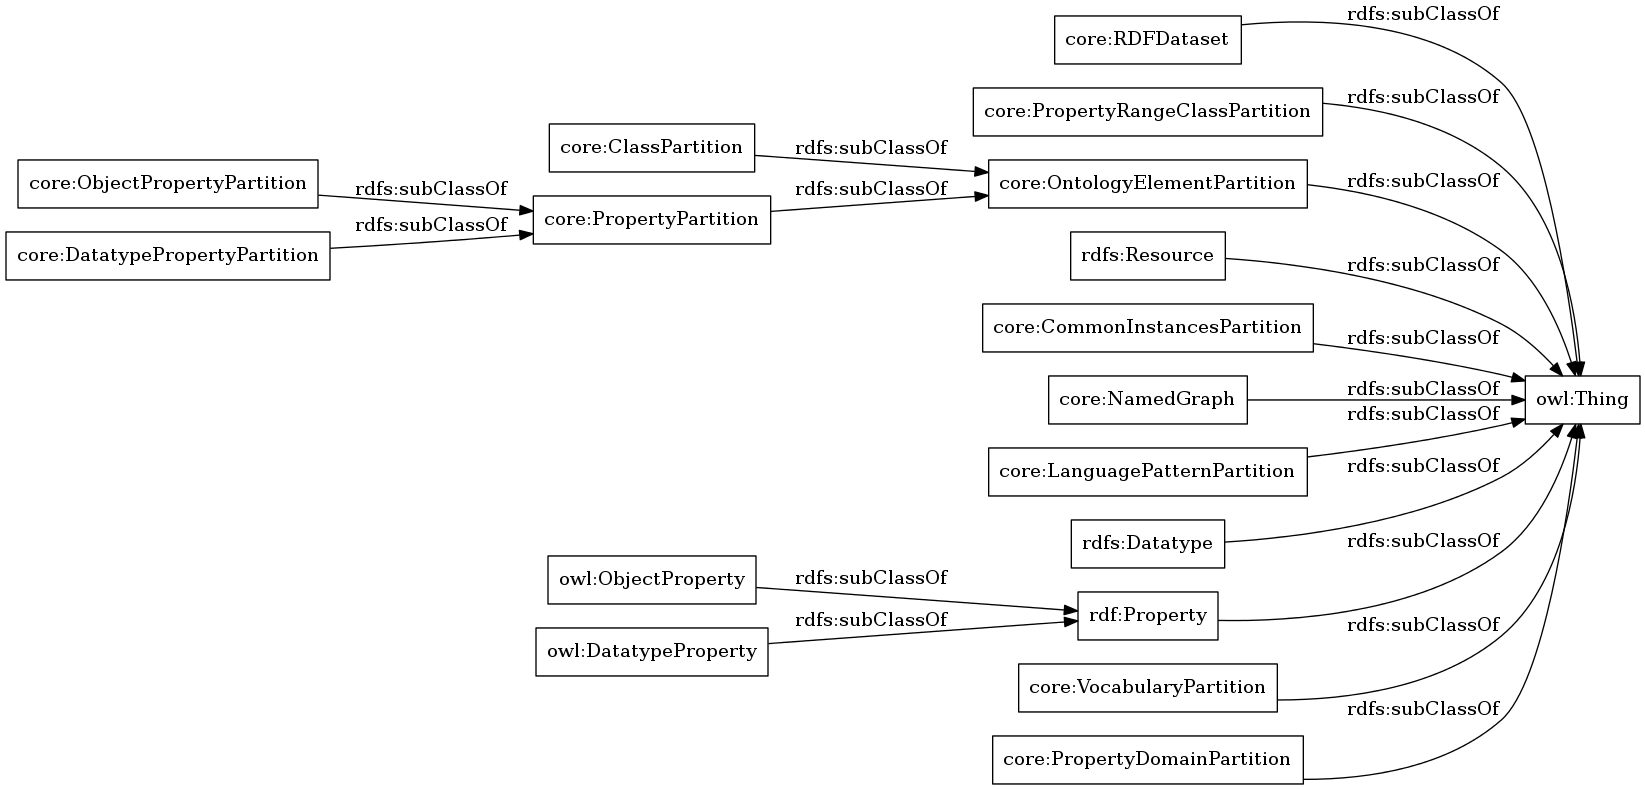 rdfs:subClassOf
core:RDFDataset
rdfs:subClassOf
core:PropertyRangeClassPartition
core:ClassPartition
rdfs:subClassOf
core:ObjectPropertyPartition
rdfs:subClassOf
rdfs:subClassOf
core:OntologyElementPartition
rdfs:subClassOf
core:PropertyPartition
rdfs:subClassOf
core:DatatypePropertyPartition
rdfs:Resource
rdfs:subClassOf
core:CommonInstancesPartition
rdfs:subClassOf
core:NamedGraph
rdfs:subClassOf
owl:Thing
rdfs:subClassOf
core:LanguagePatternPartition
rdfs:subClassOf
rdfs:Datatype
rdfs:subClassOf
owl:ObjectProperty
rdfs:subClassOf
rdfs:subClassOf
rdf:Property
rdfs:subClassOf
owl:DatatypeProperty
core:VocabularyPartition
rdfs:subClassOf
core:PropertyDomainPartition